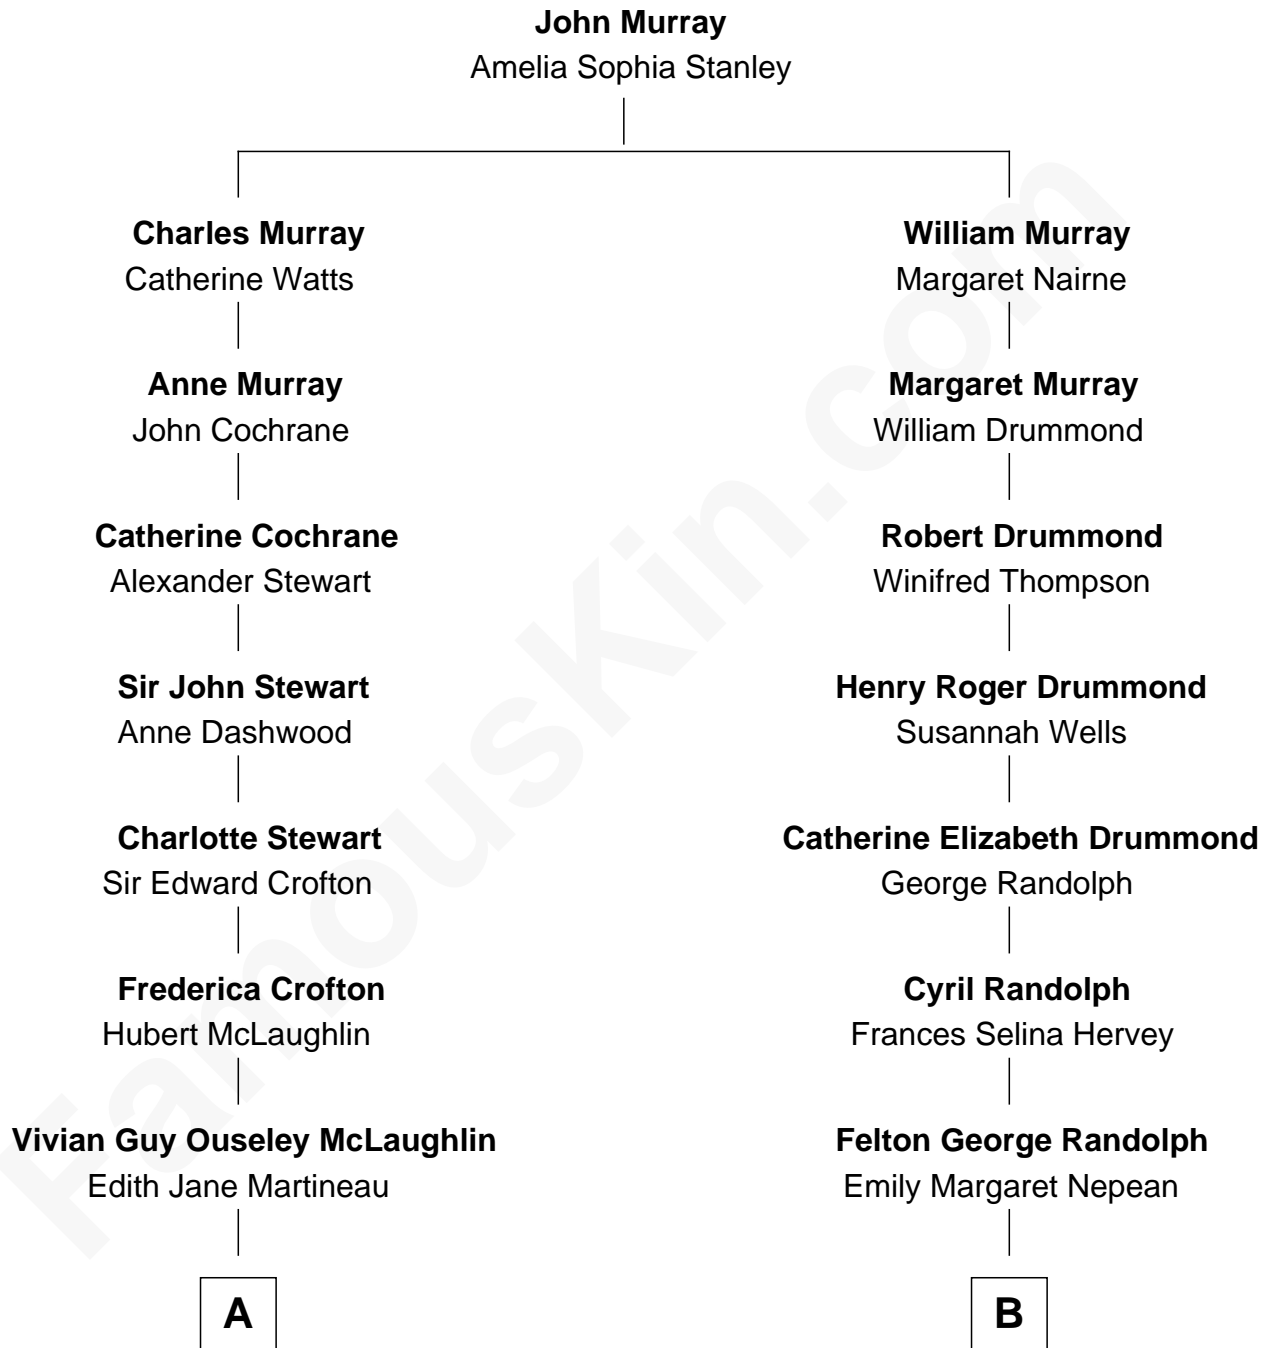 John Murray
Amelia Sophia Stanley
Charles Murray
Catherine Watts
Anne Murray
John Cochrane
Catherine Cochrane
Alexander Stewart
Sir John Stewart
Anne Dashwood
Charlotte Stewart
Sir Edward Crofton
Frederica Crofton
Hubert McLaughlin
Vivian Guy Ouseley McLaughlin
Edith Jane Martineau
A
William Murray
Margaret Nairne
Margaret Murray
William Drummond
Robert Drummond
Winifred Thompson
Henry Roger Drummond
Susannah Wells
Catherine Elizabeth Drummond
George Randolph
Cyril Randolph
Frances Selina Hervey
Felton George Randolph
Emily Margaret Nepean
B
FamousKin.com